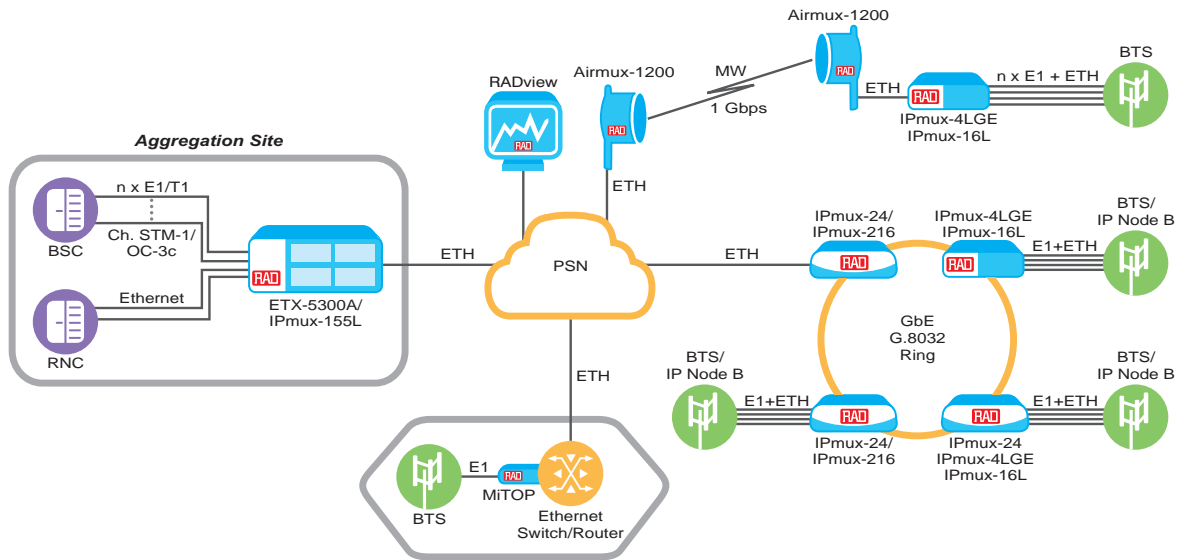 Airmux-1200
Airmux-1200
MW
1 Gbps
RAD
RAD
ETH
RAD
IPmux-4LGE
IPmux-16L
n x E1 + ETH
BTS
RADview
RAD
ETH
Aggregation Site
BSC
n x E1/T1
Ch. STM-1/
OC-3c
Ethernet
RNC
RAD
ETX-5300A/
IPmux-155L
ETH
PSN
ETH
IPmux-24/
IPmux-216
RAD
IPmux-4LGE
IPmux-16L
RAD
E1+ETH
BTS/
IP Node B
GbE
G.8032
Ring
BTS/
IP Node B
E1+ETH
RAD
IPmux-24/
IPmux-216
RAD
IPmux-24
IPmux-4LGE
IPmux-16L
E1+ETH
BTS/
IP Node B
ETH
BTS
E1
RAD
MiTOP
Ethernet
Switch/Router